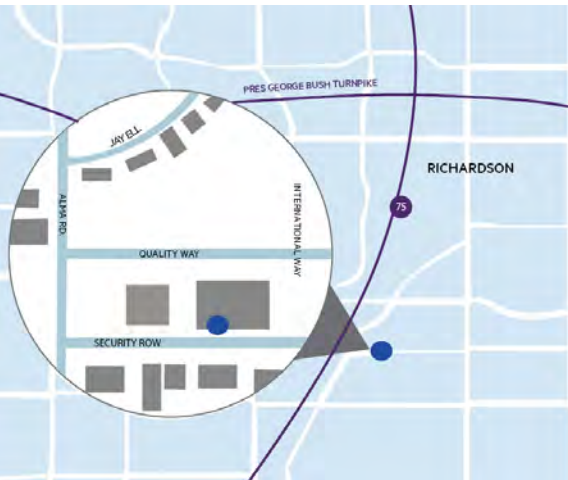 PRES GEORGE BUSH TURNPIKE
JAY ELL
RICHARDSON
ALMA RD.
INTERNATIONAL WAY
75
QUALITY WAY
SECURITY ROW